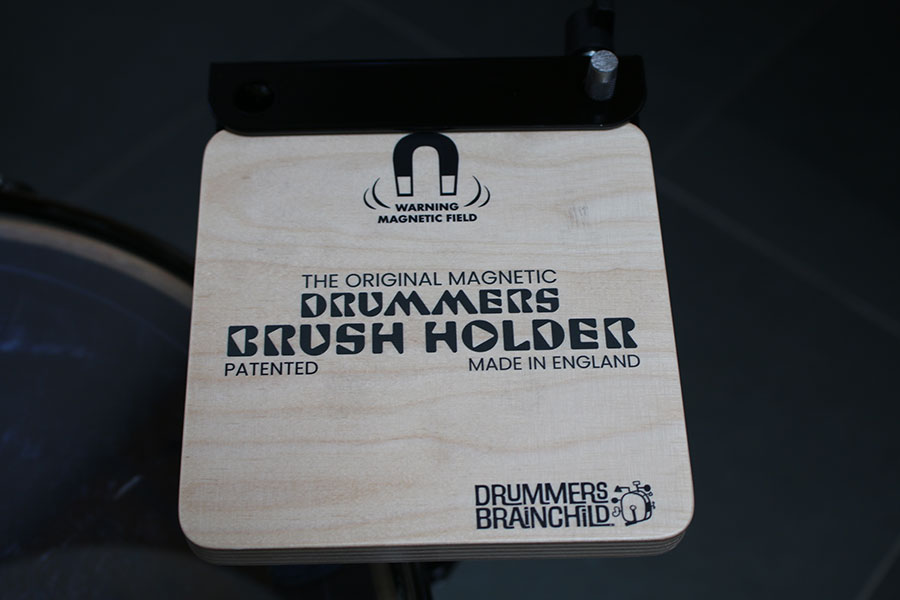 WARNING
MAGNETIC FIELD
THE ORIGINAL MAGNETIC
DRUMMERS
BRUSH HOLDER
PATENTED MADE IN ENGLAND
DRUMMERS
BRAiNCHiLD